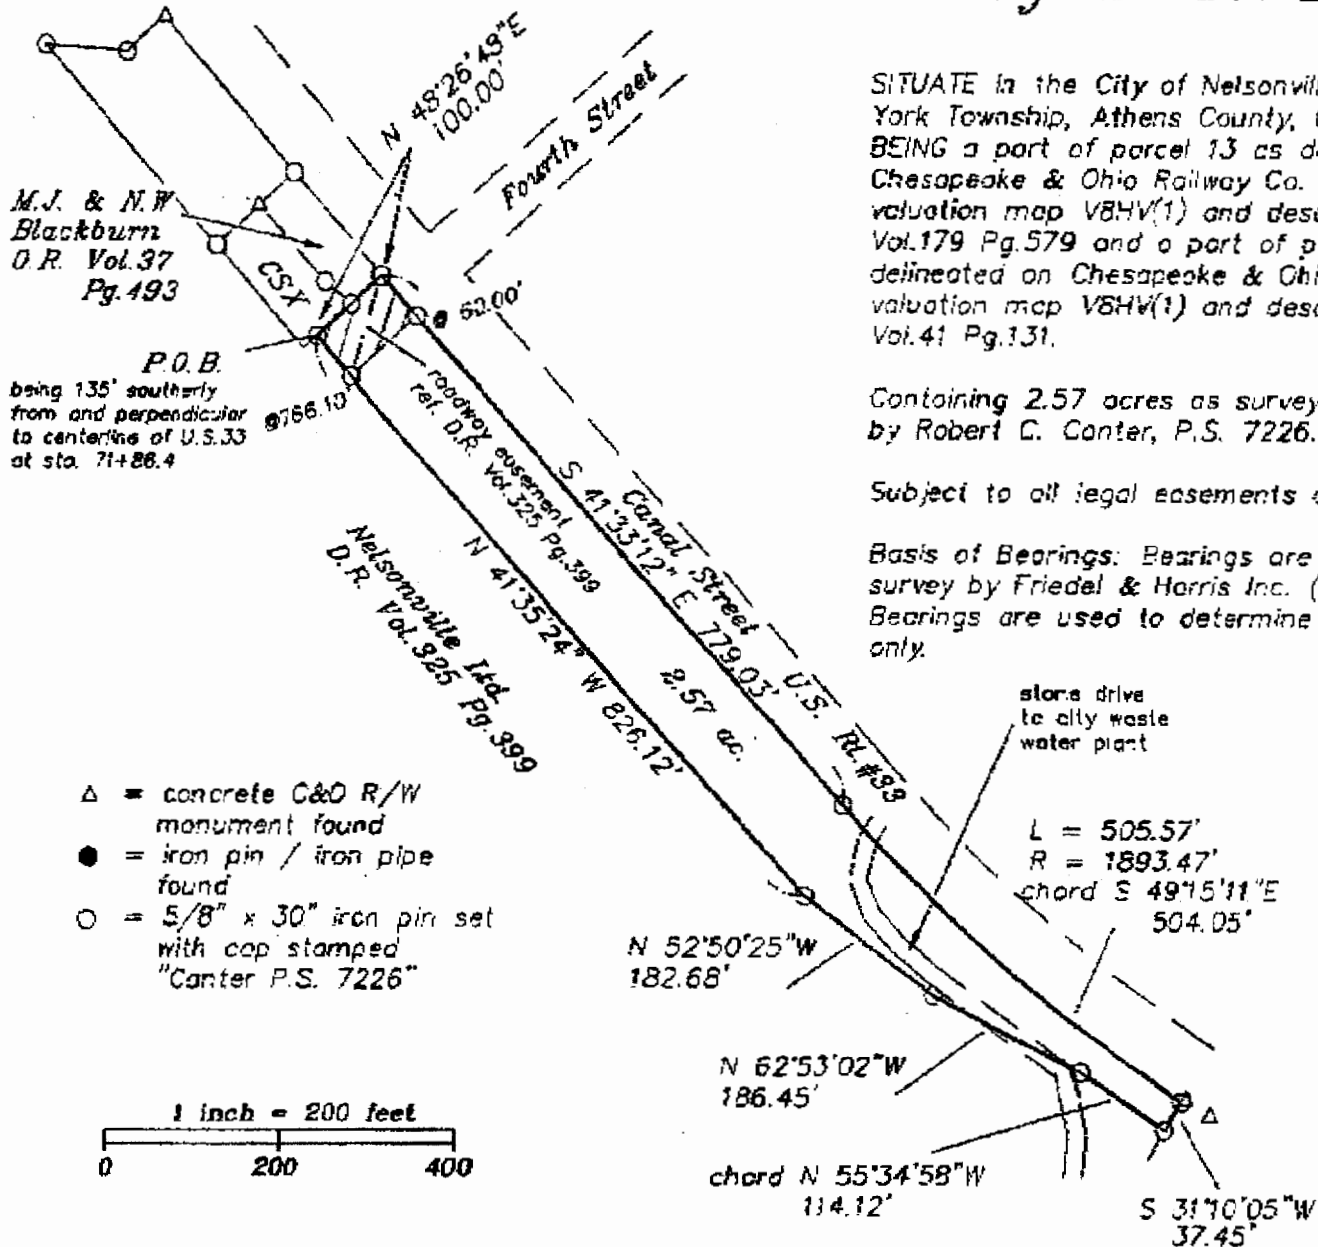 N 48°26'48"E
100.00'
Fourth Street
M.J. & N.W
Blackburn
O.R. Vol.37
Pg.493
CSX
P.O.B.
being 135' southerly
from and perpendicular
to centerline of U.S.33
at sta. 71+86.4
@ 60.00'
@766.10'
roadway easement
ref. D.R. Vol.325 Pg.399
S 41°33'12" E 779.03'
Canal Street
U.S. Rt.#33
N 41°35'24" W 826.12'
2.57 ac.
Nelsonville Ltd.
D.R. Vol.325 Pg.399
SITUATE in the City of
York Township, Athens County,
BEING a part of parcel 13 as
Chesapeake & Ohio Railway Co.
valuation map V8HV(1) and
Vol.179 Pg.579 and a part of
delineated on Chesapeake &
valuation map V8HV(1) and
Vol.41 Pg.131.
Containing 2.57 acres as
by Robert C. Canter, P.S. 7226.
Subject to all legal easements
Basis of Bearings: Bearings are
survey by Friedel & Harris Inc. (
Bearings are used to determine
only.
stone drive
to city waste
water plant
△ = concrete C&O R/W
monument found
● = iron pin / iron pipe
found
○ = 5/8" x 30" iron pin set
with cap stamped
"Canter P.S. 7226"
L = 505.57'
R = 1893.47'
chord S 49°15'11"E
504.05'
N 52°50'25"W
182.68'
N 62°53'02"W
186.45'
chord N 55°34'58"W
114.12'
S 31°10'05"W
37.45'
1 inch = 200 feet
0 200 400